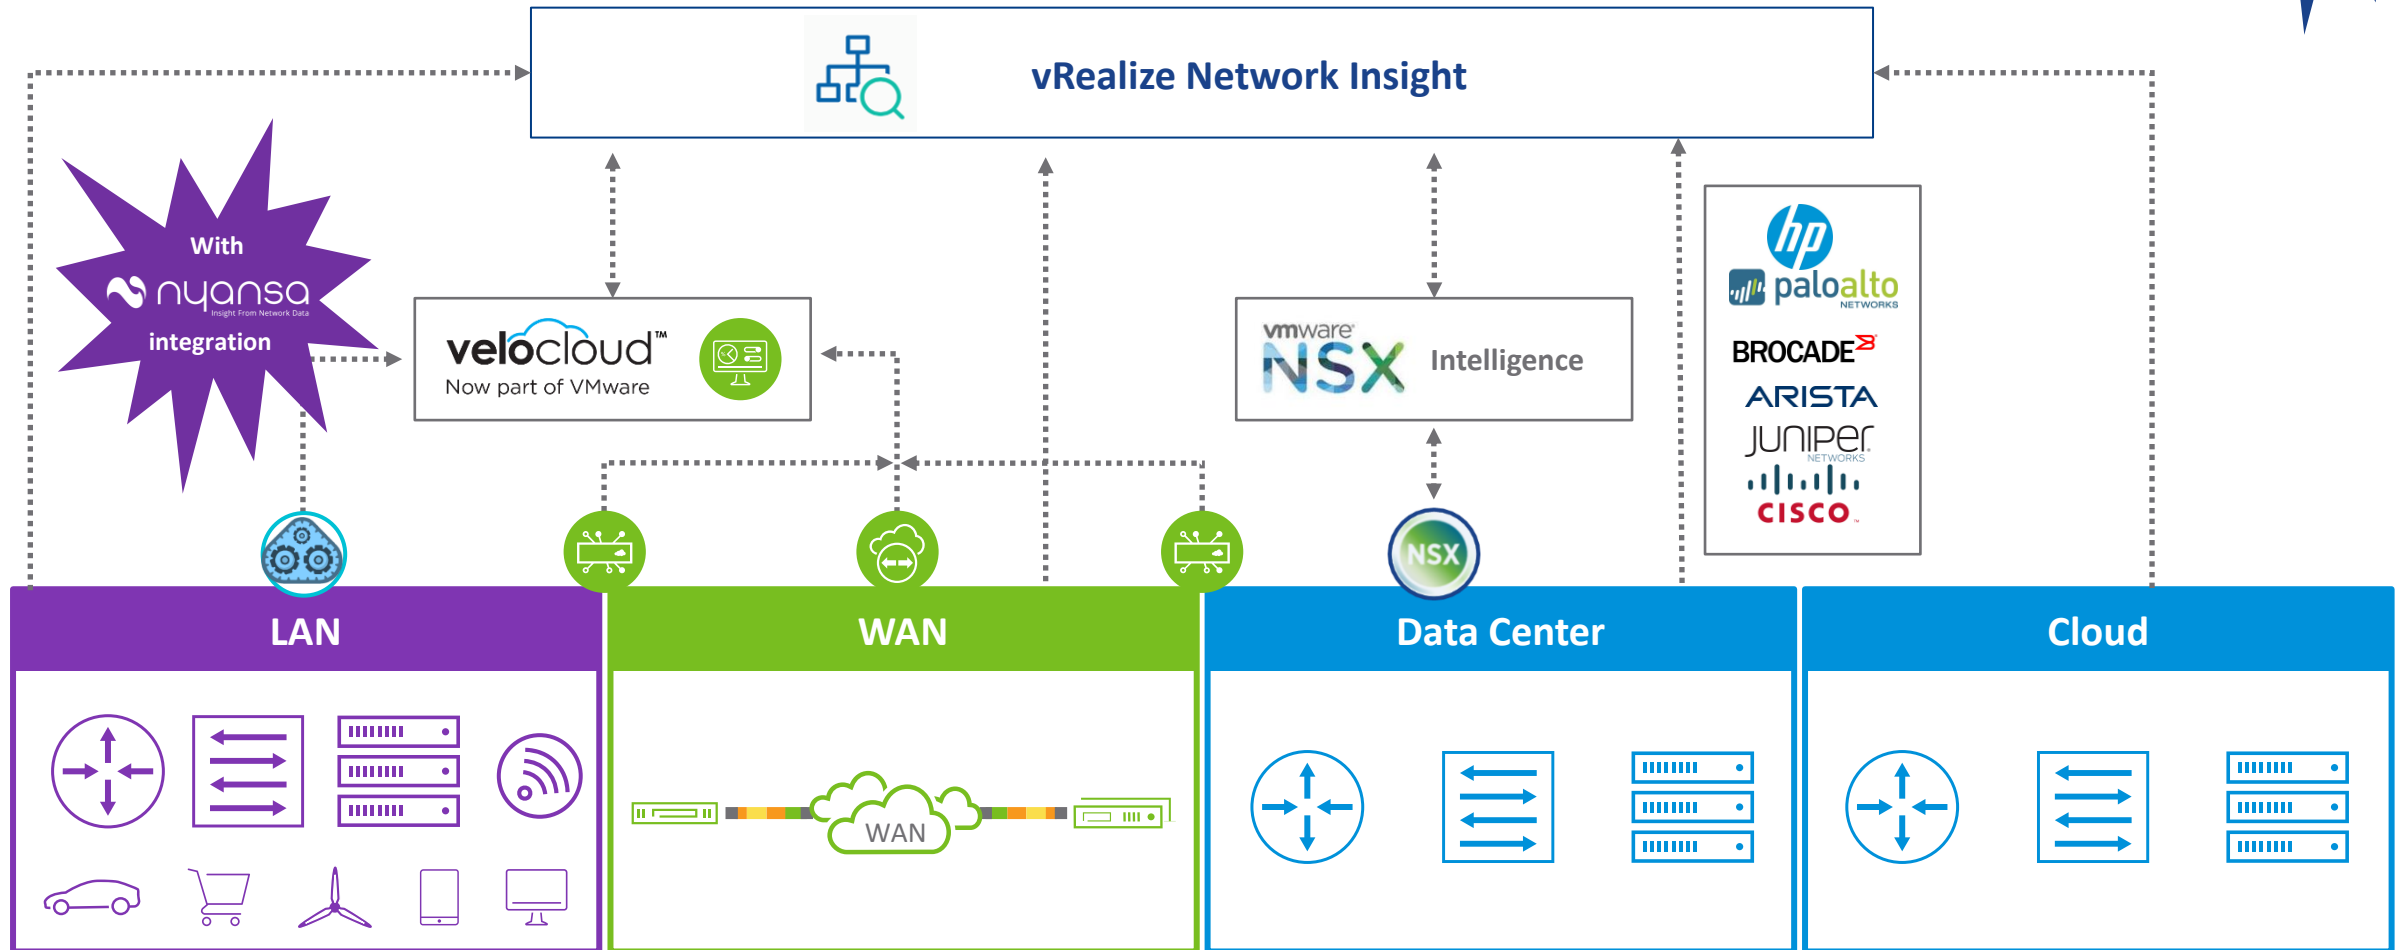 vRealize Network Insight
With
nyansa
Insight From Network Data
integration
velocloud™
Now part of VMware
vmware®
NSX Intelligence
hp
paloalto
NETWORKS
BROCADE
ARISTA
JUNIPer
NETWORKS
CISCO
NSX
LAN
WAN
Data Center
Cloud
WAN